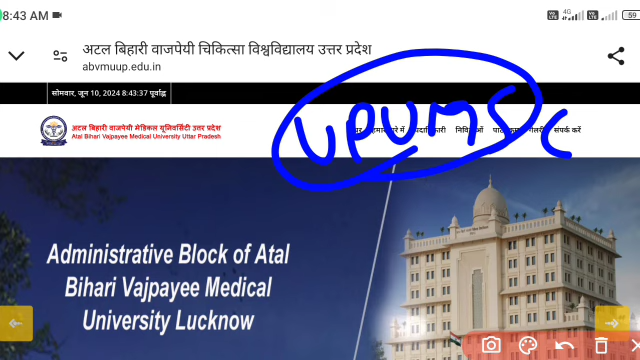 8:43 AM
4G
59
अटल बिहारी वाजपेयी चिकित्सा विश्वविद्यालय उत्तर प्रदेश
abvmuup.edu.in
सोमवार, जून 10, 2024 8:43:37 पूर्वाह्न
UPUMSC
अटल बिहारी वाजपेयी मेडिकल यूनिवर्सिटी उत्तर प्रदेश
Atal Bihari Vajpayee Medical University Uttar Pradesh
संपर्क करें
Administrative Block of Atal
Bihari Vajpayee Medical
University Lucknow